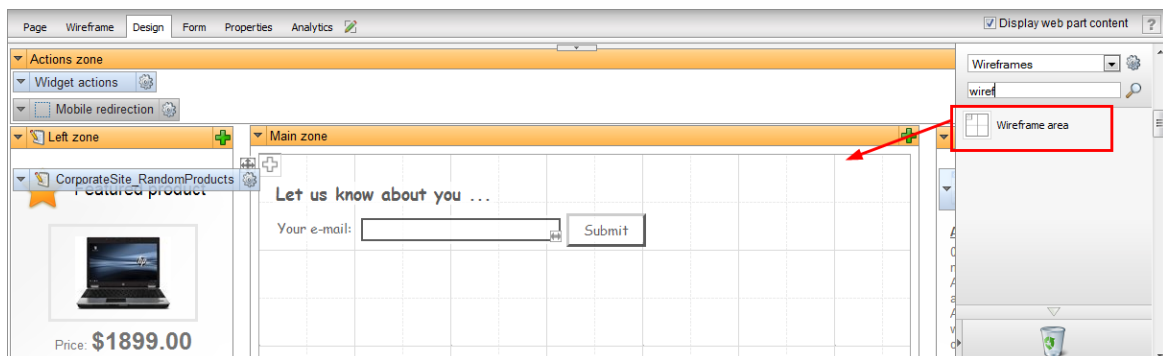 Page Wireframe Design Form Properties Analytics Display web part content ?
Actions zone
Wireframes
Widget actions
wiref
Mobile redirection
Wireframe area
Left zone
Main zone
CorporateSite_RandomProducts
Featured product
Let us know about you ...
Your e-mail: Submit
hp
Price: $1899.00